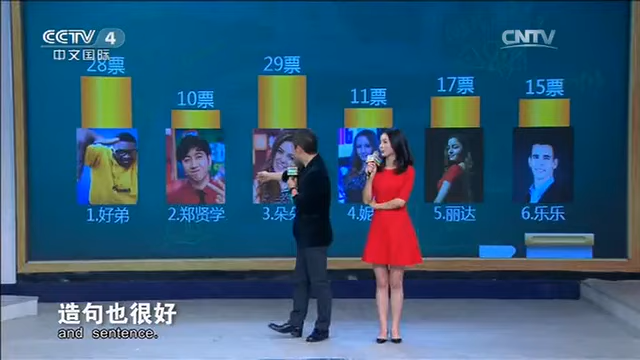 CCTV 4
中文国际
CNTV
28票
10票
29票
11票
17票
15票
1.好弟
2.郑贤学
3.朵
4.妮
5.丽达
6.乐乐
造句也很好
and sentence.